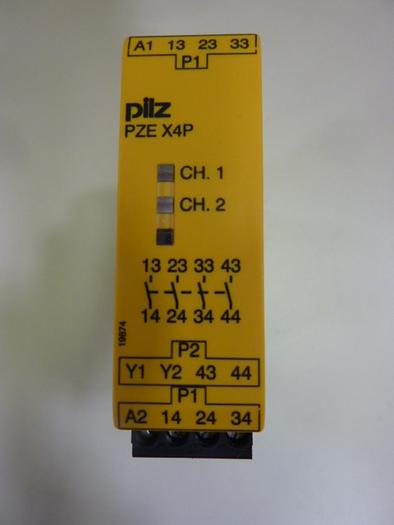 A1 13 23 33
P1
pilz
PZE X4P
CH. 1
CH. 2
13 23 33 43
14 24 34 44
19874
P2
Y1 Y2 43 44
P1
A2 14 24 34